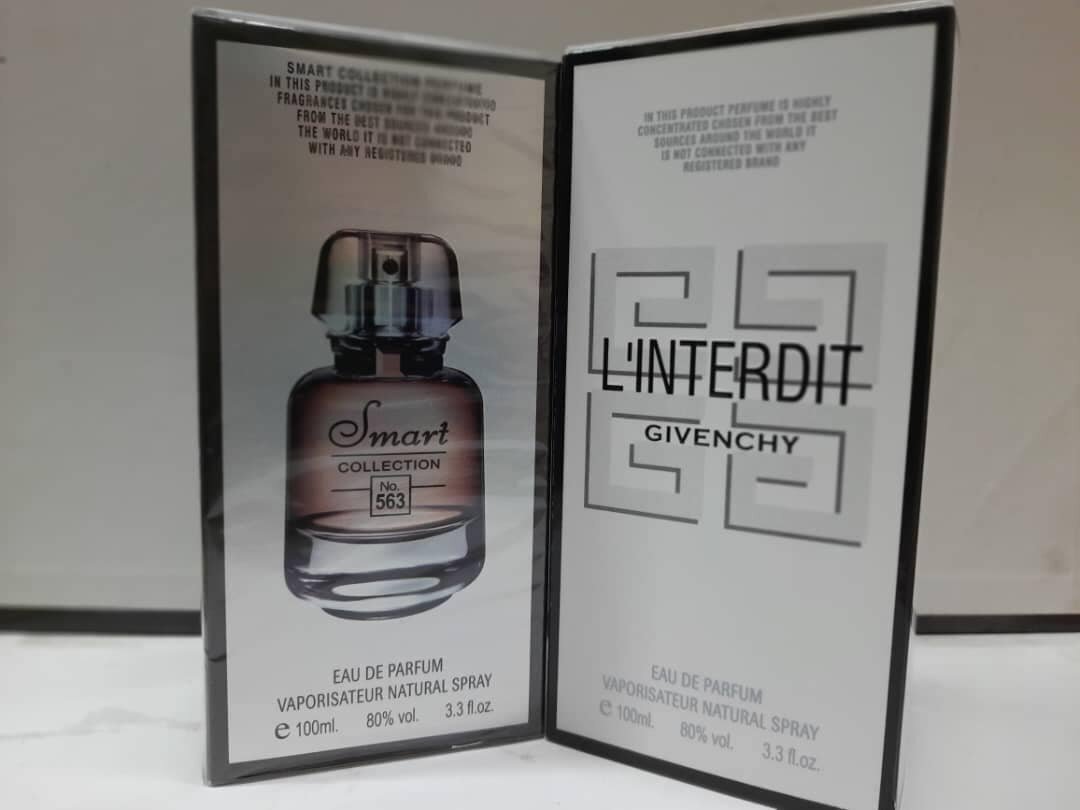 SMART COLLECTION PERFUME
IN THIS PRODUCT IS HIGHLY
FRAGRANCES CHOSEN FOR THIS PRODUCT
FROM THE BEST SOURCES AROUND
THE WORLD IT IS NOT CONNECTED
WITH ANY REGISTERED
Smart
COLLECTION
No.
563
EAU DE PARFUM
VAPORISATEUR NATURAL SPRAY
e 100ml. 80% vol. 3.3 fl.oz.
IN THIS PRODUCT PERFUME IS HIGHLY
CONCENTRATED CHOSEN FROM THE BEST
SOURCES AROUND THE WORLD IT
IS NOT CONNECTED WITH ANY
REGISTERED BRAND
L'INTERDIT
GIVENCHY
EAU DE PARFUM
VAPORISATEUR NATURAL SPRAY
e 100ml. 80% vol. 3.3 fl.oz.